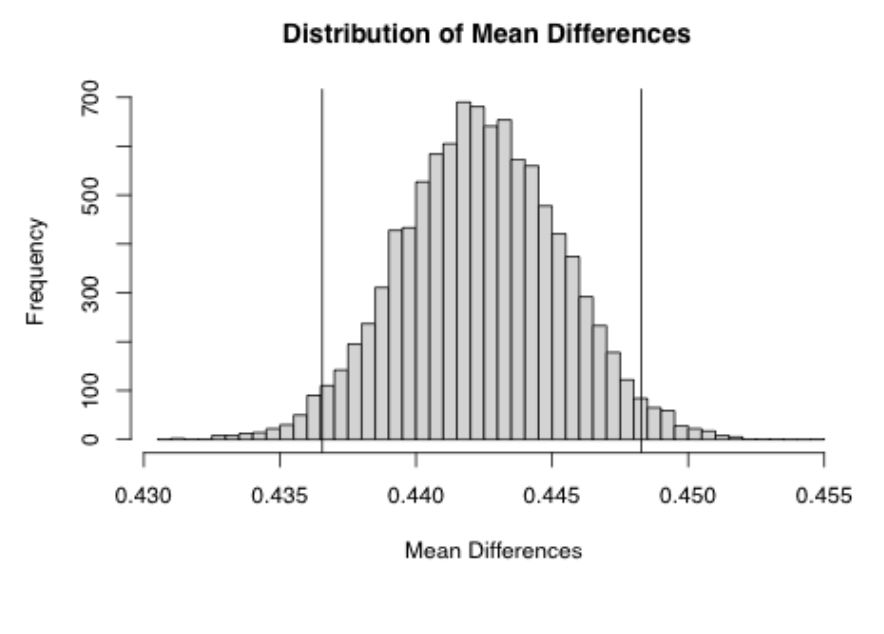 Distribution of Mean Differences
700
500
300
100
0
Frequency
0.430 0.435 0.440 0.445 0.450 0.455
Mean Differences